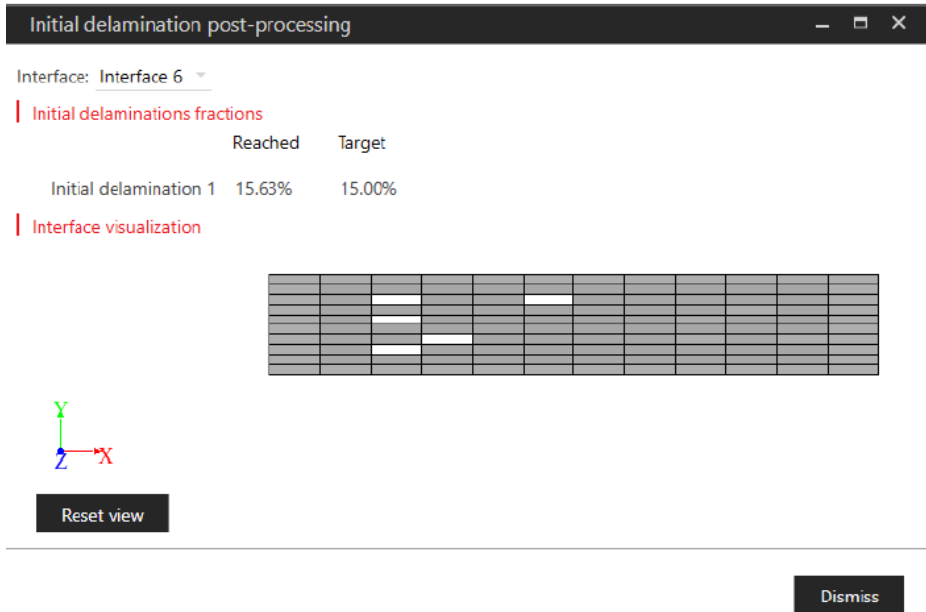 Initial delamination post-processing
Interface: Interface 6
Initial delaminations fractions
Reached Target
Initial delamination 1 15.63% 15.00%
Interface visualization
Y
Z X
Reset view
Dismiss